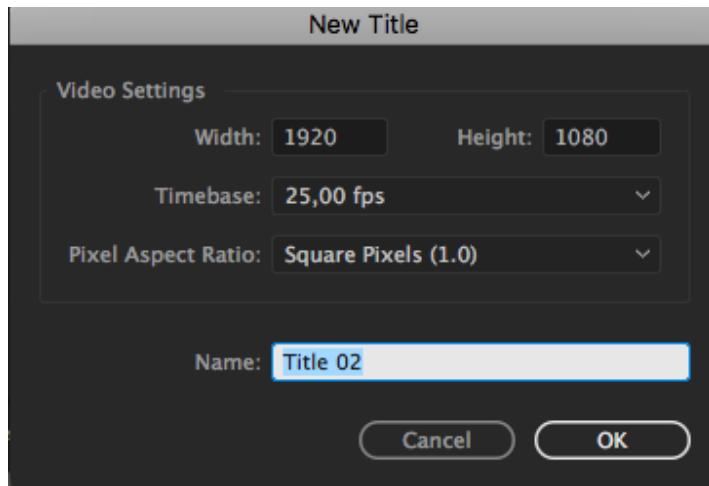 New Title
Video Settings
Width: 1920 Height: 1080
Timebase: 25,00 fps
Pixel Aspect Ratio: Square Pixels (1.0)
Name: Title 02
Cancel OK